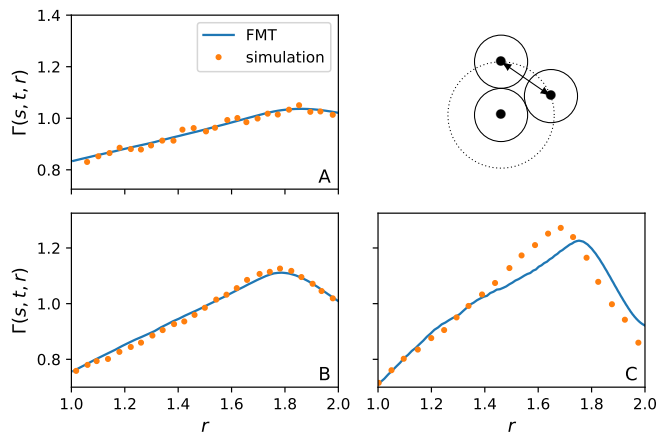 1.4
1.2
1.0
0.8
Γ(s, t, r)
FMT
simulation
A
1.2
1.0
0.8
Γ(s, t, r)
B
C
1.0 1.2 1.4 1.6 1.8 2.0
1.0 1.2 1.4 1.6 1.8 2.0
r
r